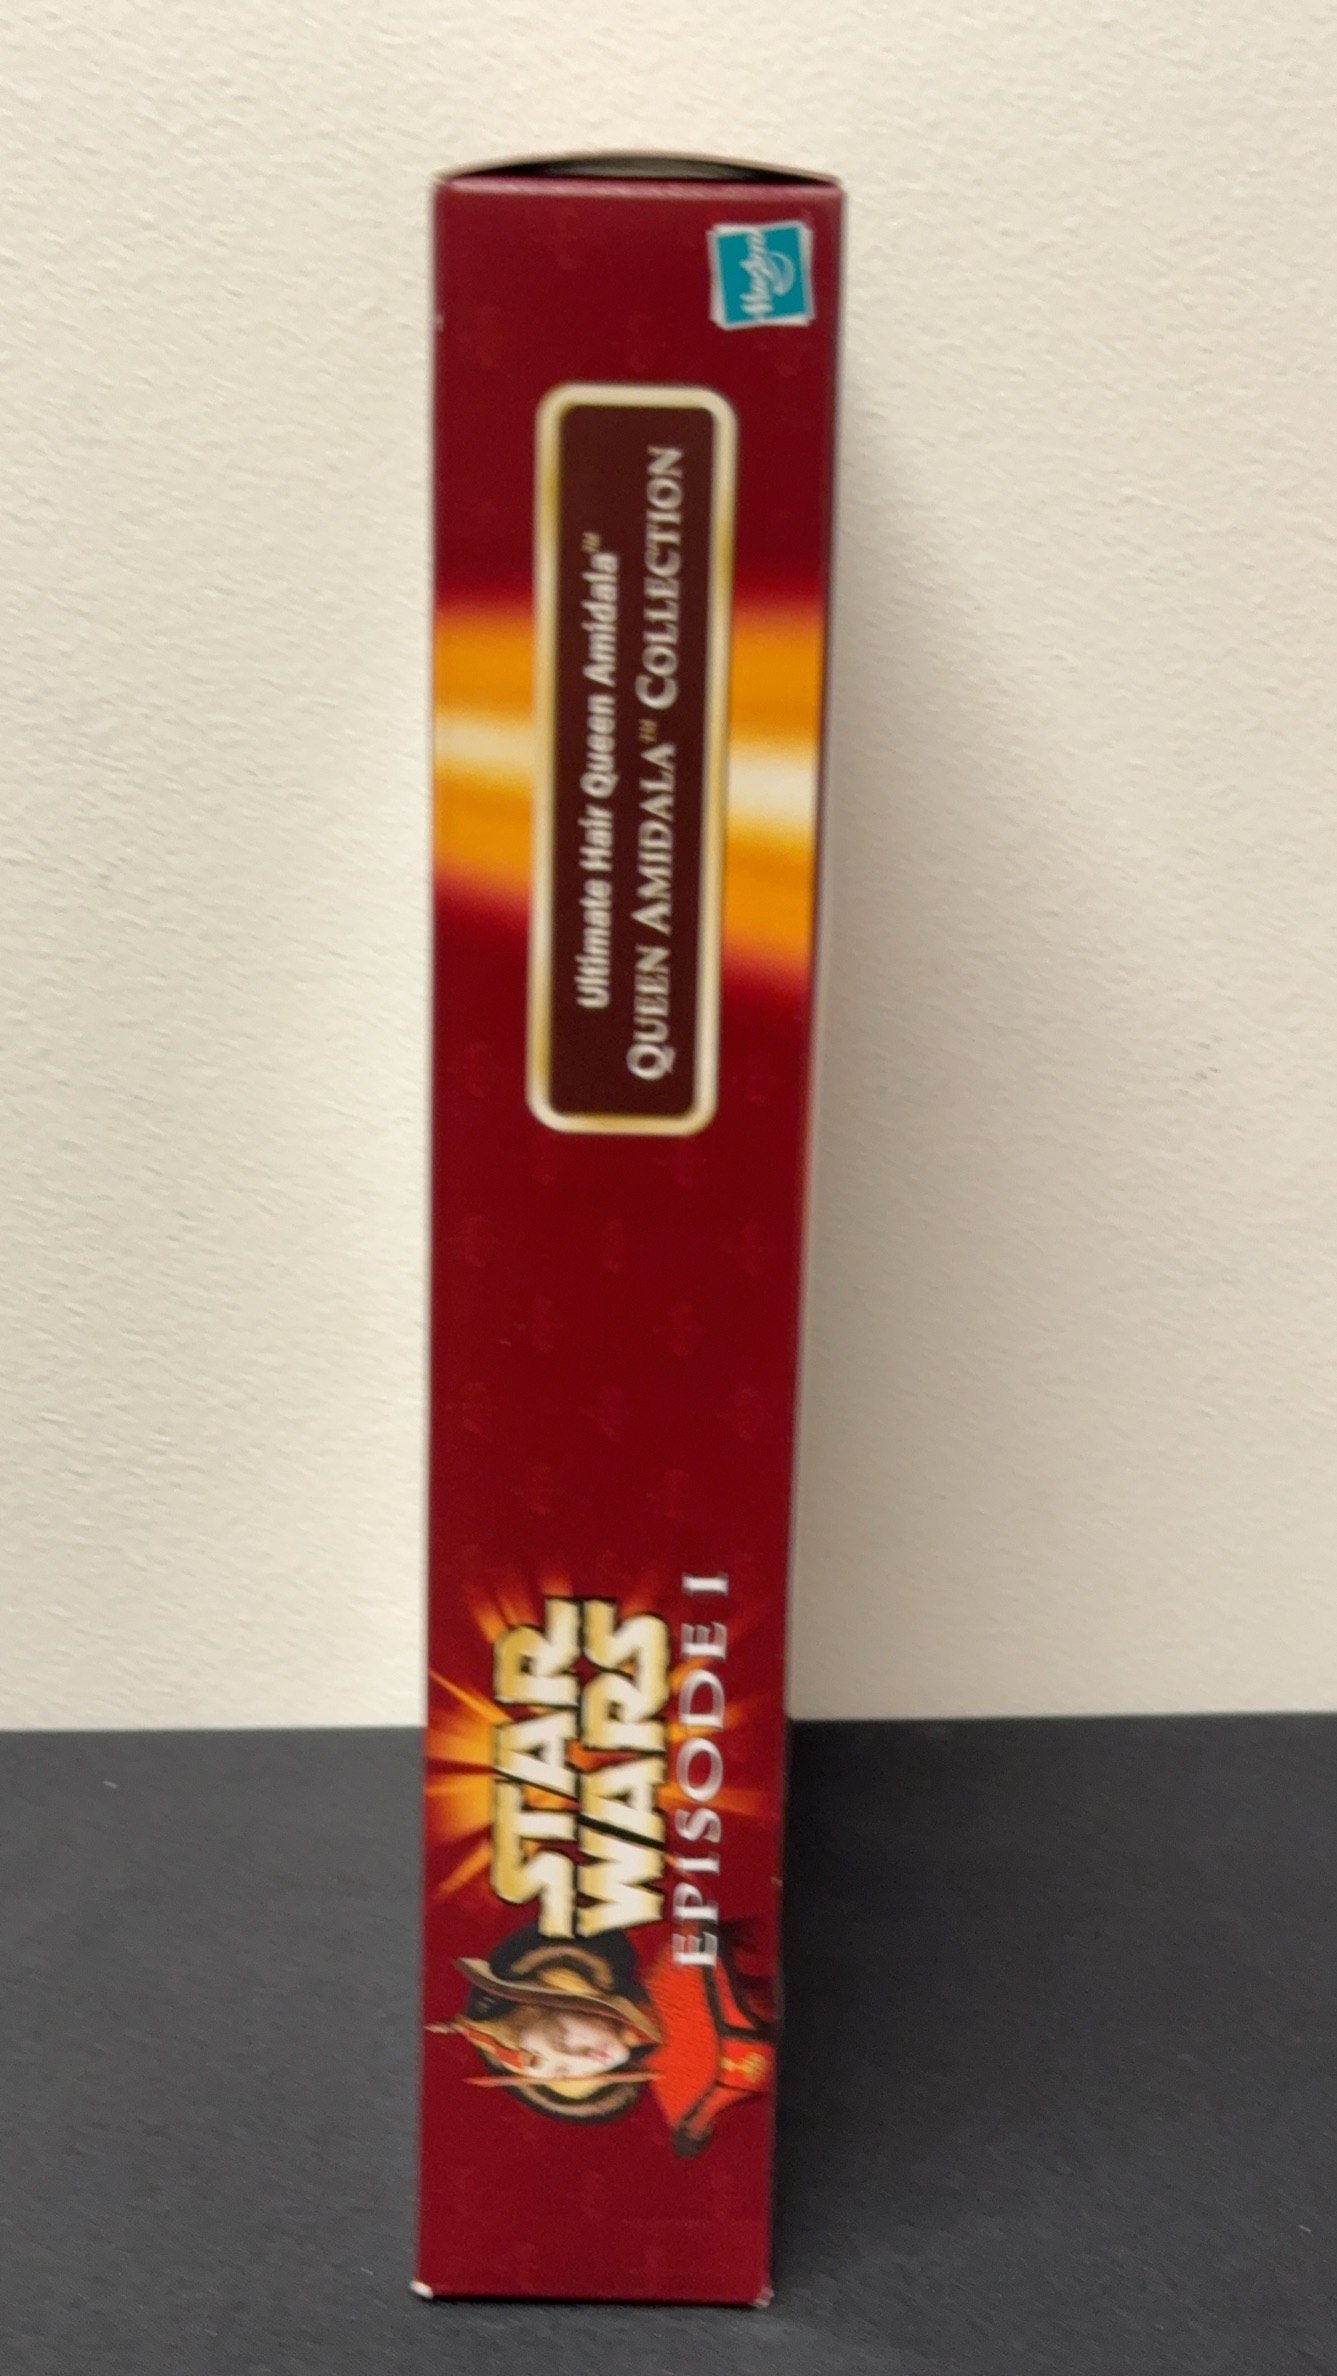 STAR
WARS
EPISODE I
Ultimate Hair Queen Amidala™
QUEEN AMIDALA™ COLLECTION
Hasbro